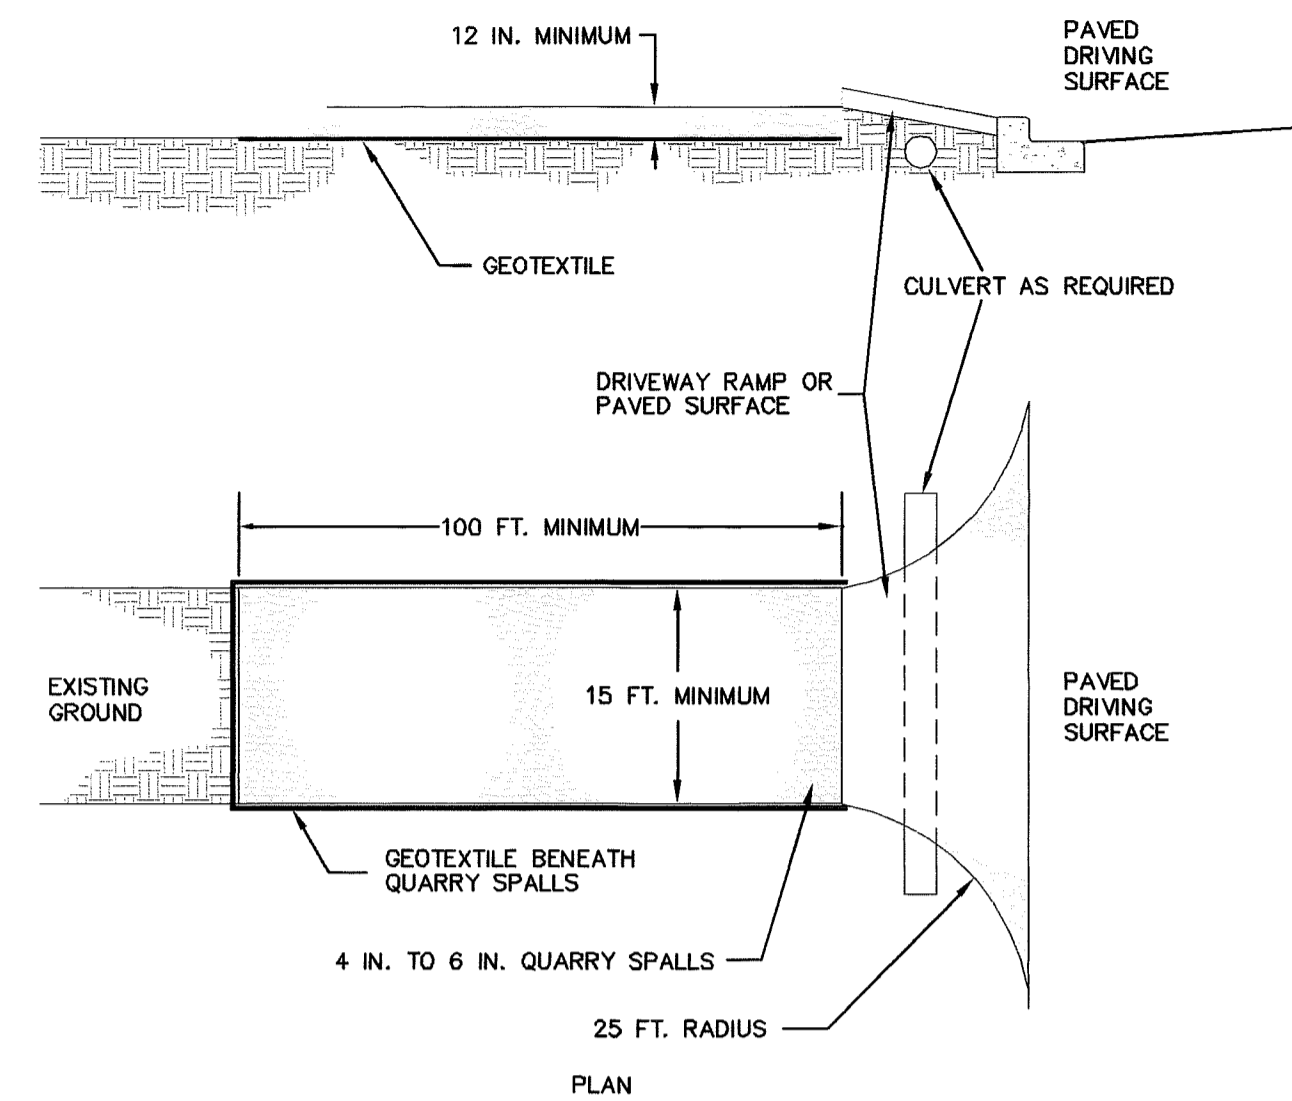 12 IN. MINIMUM
PAVED
DRIVING
SURFACE
GEOTEXTILE
CULVERT AS REQUIRED
DRIVEWAY RAMP OR
PAVED SURFACE
100 FT. MINIMUM
EXISTING
GROUND
15 FT. MINIMUM
PAVED
DRIVING
SURFACE
GEOTEXTILE BENEATH
QUARRY SPALLS
4 IN. TO 6 IN. QUARRY SPALLS
25 FT. RADIUS
PLAN